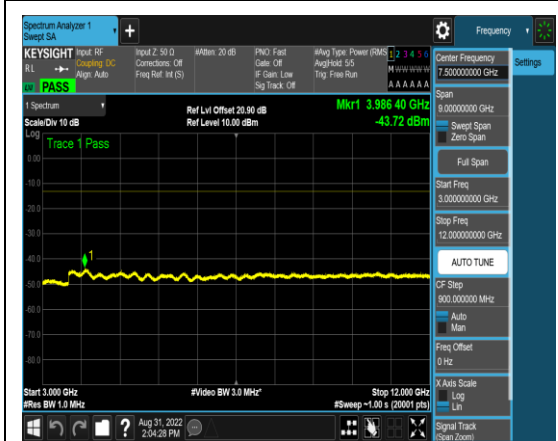 Spectrum Analyzer 1
Swept SA
+
Frequency
KEYSIGHT
Input: RF
Coupling: DC
Align: Auto
Input Z: 50 Ω
Corrections: Off
Freq Ref: Int (S)
#Atten: 20 dB
PNO: Fast
Gate: Off
IF Gain: Low
Sig Track: Off
#Avg Type: Power (RMS)
Avg|Hold: 5/5
Trig: Free Run
1 2 3 4 5 6
M W W W W W
A A A A A A
RL
PASS
1 Spectrum
Scale/Div 10 dB
Ref Lvl Offset 20.90 dB
Ref Level 10.00 dBm
Mkr1 3.986 40 GHz
-43.72 dBm
Log
Trace 1 Pass
0.00
-10.0
-20.0
-30.0
-40.0
-50.0
-60.0
-70.0
-80.0
1
Start 3.000 GHz
#Res BW 1.0 MHz
#Video BW 3.0 MHz*
Stop 12.000 GHz
#Sweep ~1.00 s (20001 pts)
Aug 31, 2022
2:04:28 PM
?
Center Frequency
7.500000000 GHz
Span
9.00000000 GHz
Swept Span
Zero Span
Full Span
Start Freq
3.000000000 GHz
Stop Freq
12.000000000 GHz
AUTO TUNE
CF Step
900.000000 MHz
Auto
Man
Freq Offset
0 Hz
X Axis Scale
Log
Lin
Signal Track
(Span Zoom)
Settings